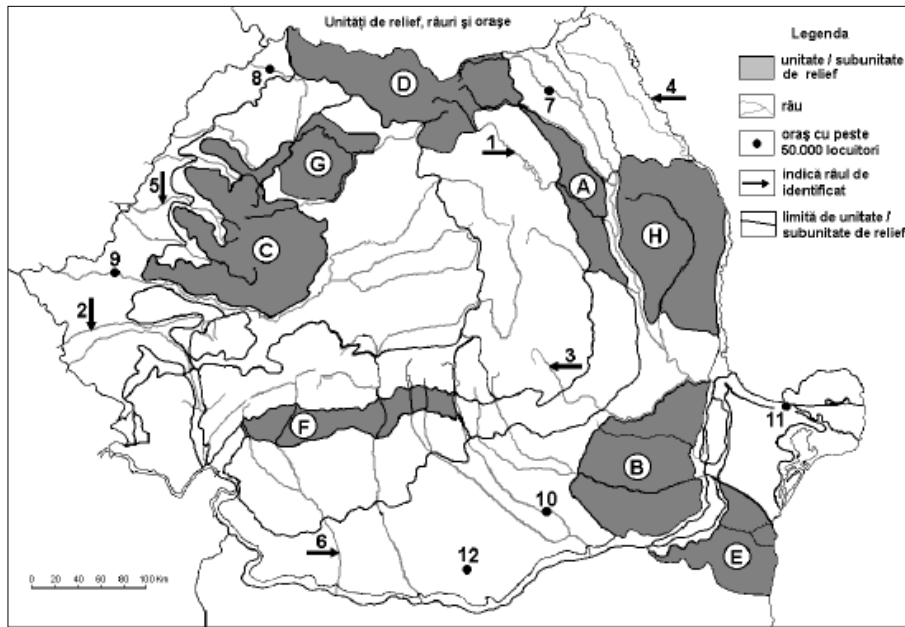 Unități de relief, râuri și orașe
Legenda
unitate / subunitate
de relief
râu
oraș cu peste
50.000 locuitori
indică râul de
identificat
limită de unitate /
subunitate de relief
8
D
7
4
1
G
A
5
C
H
9
2
3
11
F
B
10
6
12
E
0 20 40 60 80 100 Km